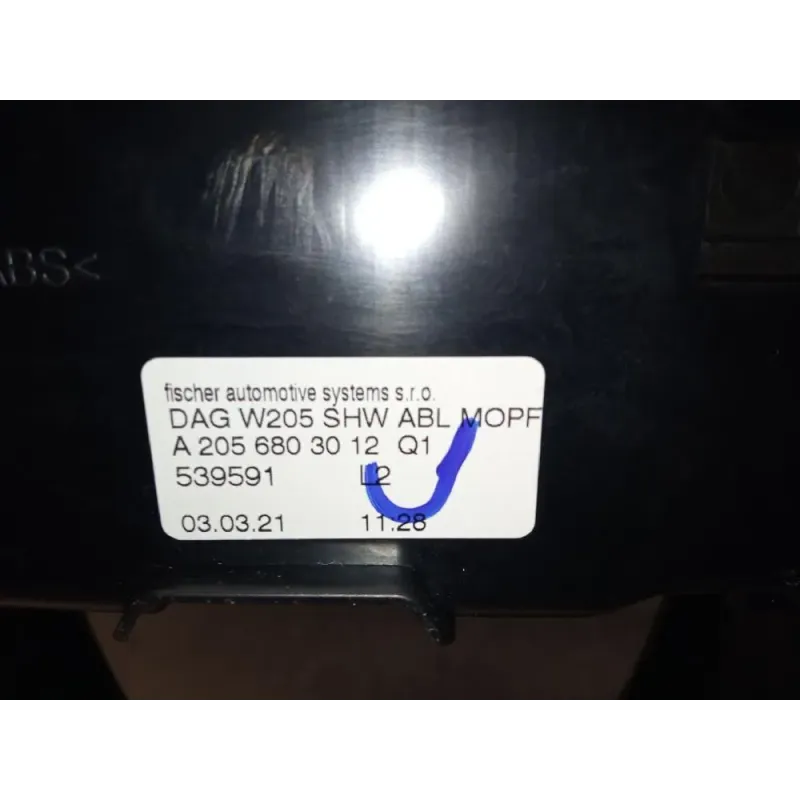 ABS<
fischer automotive systems s.r.o.
DAG W205 SHW ABL MOPF
A 205 680 30 12 Q1
539591 L2
03.03.21 11:28